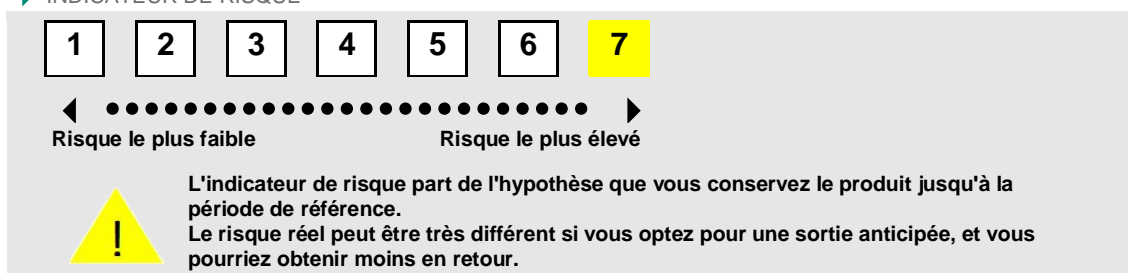 INDICATEUR DE RISQUE
1 2 3 4 5 6 7
Risque le plus faible Risque le plus élevé
L'indicateur de risque part de l'hypothèse que vous conservez le produit jusqu'à la
période de référence.
Le risque réel peut être très différent si vous optez pour une sortie anticipée, et vous
pourriez obtenir moins en retour.
!